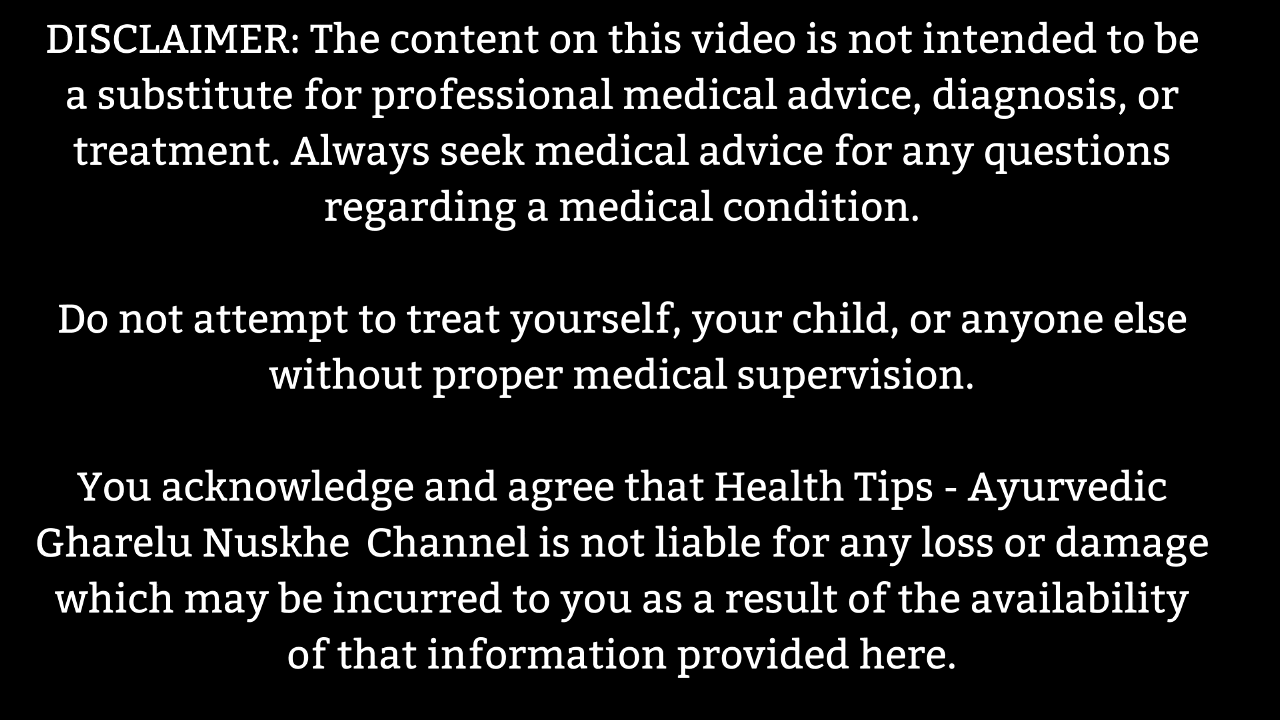 DISCLAIMER: The content on this video is not intended to be
a substitute for professional medical advice, diagnosis, or
treatment. Always seek medical advice for any questions
regarding a medical condition.
Do not attempt to treat yourself, your child, or anyone else
without proper medical supervision.
You acknowledge and agree that Health Tips - Ayurvedic
Gharelu Nuskhe Channel is not liable for any loss or damage
which may be incurred to you as a result of the availability
of that information provided here.